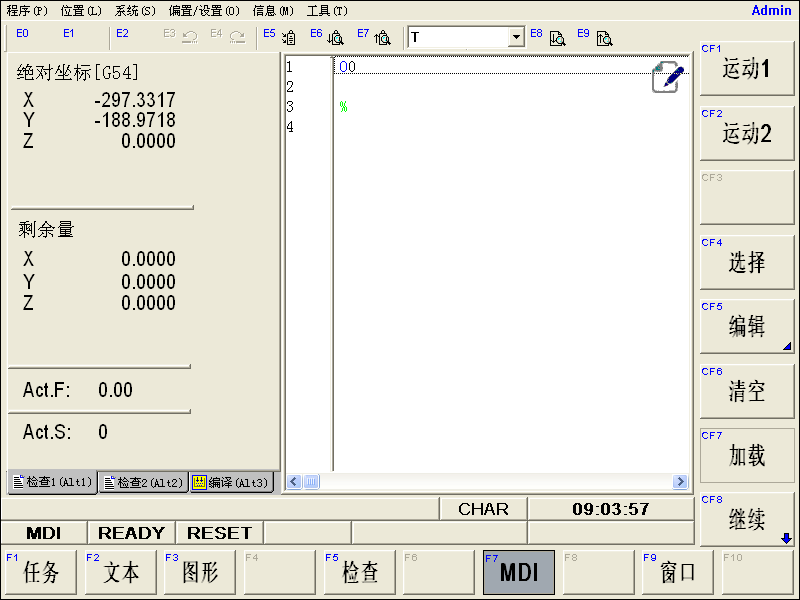 程序(P) 位置(L) 系统(S) 偏置/设置(O) 信息(M) 工具(T) Admin
E0 E1 E2 E3 E4 E5 E6 E7 T E8 E9
绝对坐标[G54]
X -297.3317
Y -188.9718
Z 0.0000
剩余量
X 0.0000
Y 0.0000
Z 0.0000
Act.F: 0.00
Act.S: 0
检查1(Alt1) 检查2(Alt2) 编译(Alt3)
1 O0
2
3 %
4
CF1 运动1
CF2 运动2
CF3
CF4 选择
CF5 编辑
CF6 清空
CF7 加载
CF8 继续
CHAR 09:03:57
MDI READY RESET
F1 任务 F2 文本 F3 图形 F4 F5 检查 F6 F7 MDI F8 F9 窗口 F10